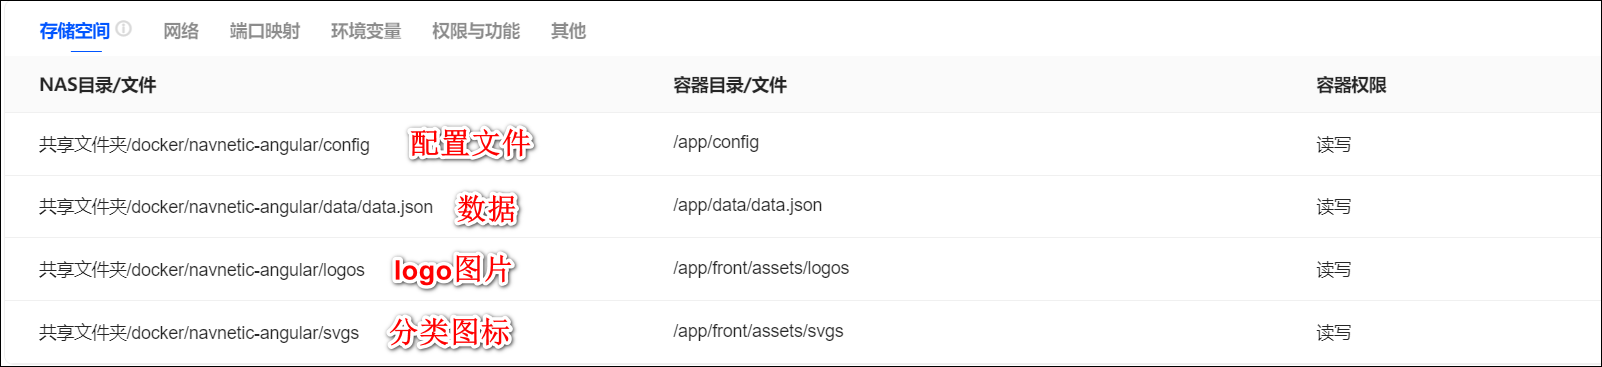 存储空间 网络 端口映射 环境变量 权限与功能 其他
NAS目录/文件 容器目录/文件 容器权限
共享文件夹/docker/navnetic-angular/config 配置文件 /app/config 读写
共享文件夹/docker/navnetic-angular/data/data.json 数据 /app/data/data.json 读写
共享文件夹/docker/navnetic-angular/logos logo图片 /app/front/assets/logos 读写
共享文件夹/docker/navnetic-angular/svgs 分类图标 /app/front/assets/svgs 读写